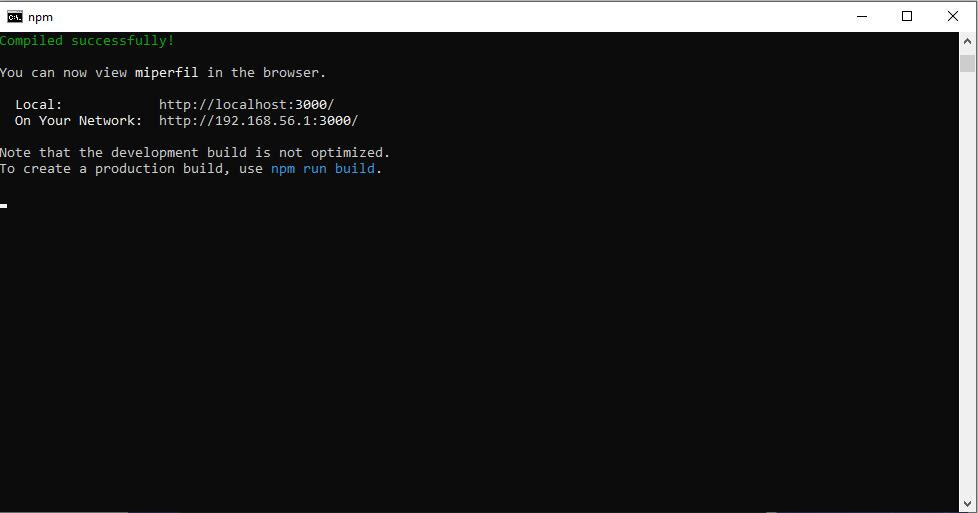 npm
Compiled successfully!
You can now view miperfil in the browser.
Local: http://localhost:3000/
On Your Network: http://192.168.56.1:3000/
Note that the development build is not optimized.
To create a production build, use npm run build.